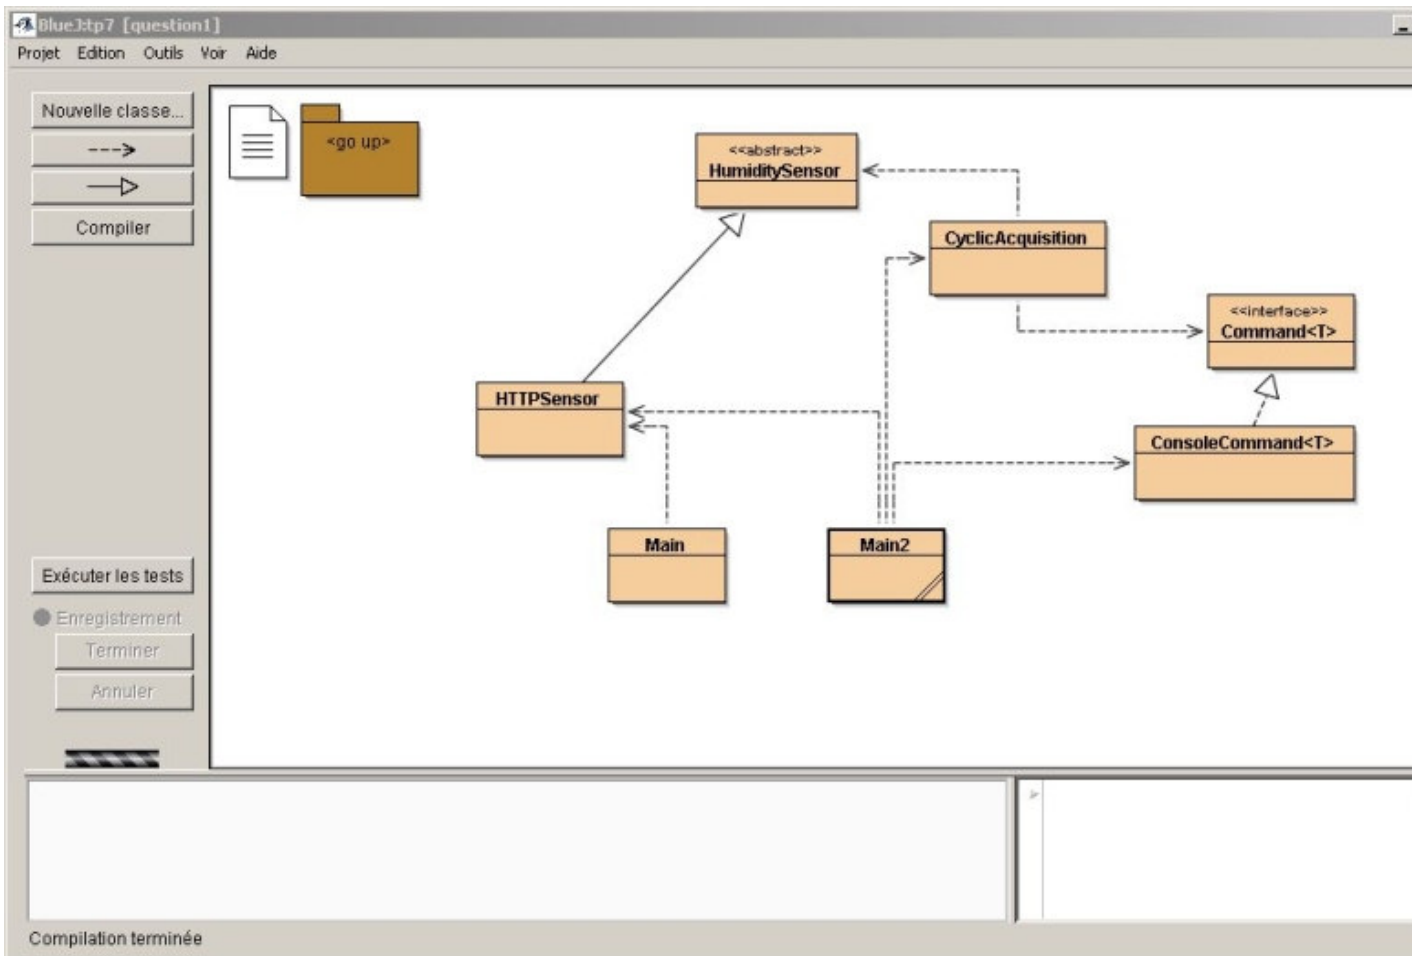 BlueJ:tp7 [question1]
Projet Edition Outils Voir Aide
Nouvelle classe...
Compiler
<go up>
<<abstract>>
HumiditySensor
CyclicAcquisition
<<interface>>
Command<T>
HTTPSensor
ConsoleCommand<T>
Main
Main2
Exécuter les tests
Enregistrement
Terminer
Annuler
Compilation terminée